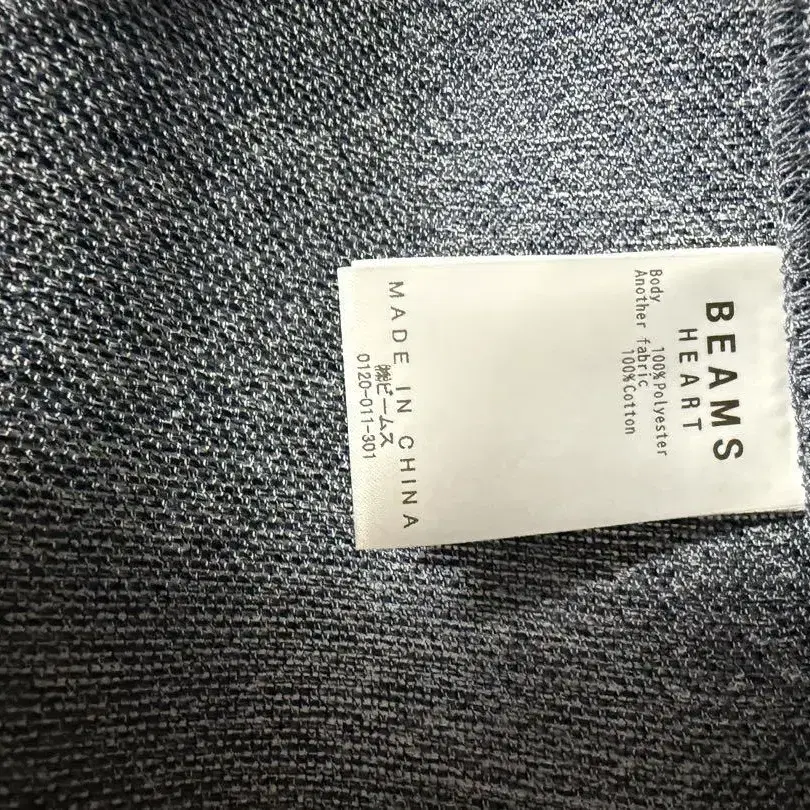 BEAMS
HEART
Body
100%Polyester
Another fabric
100%Cotton
MADE IN CHINA
㈱ビームス
0120-011-301